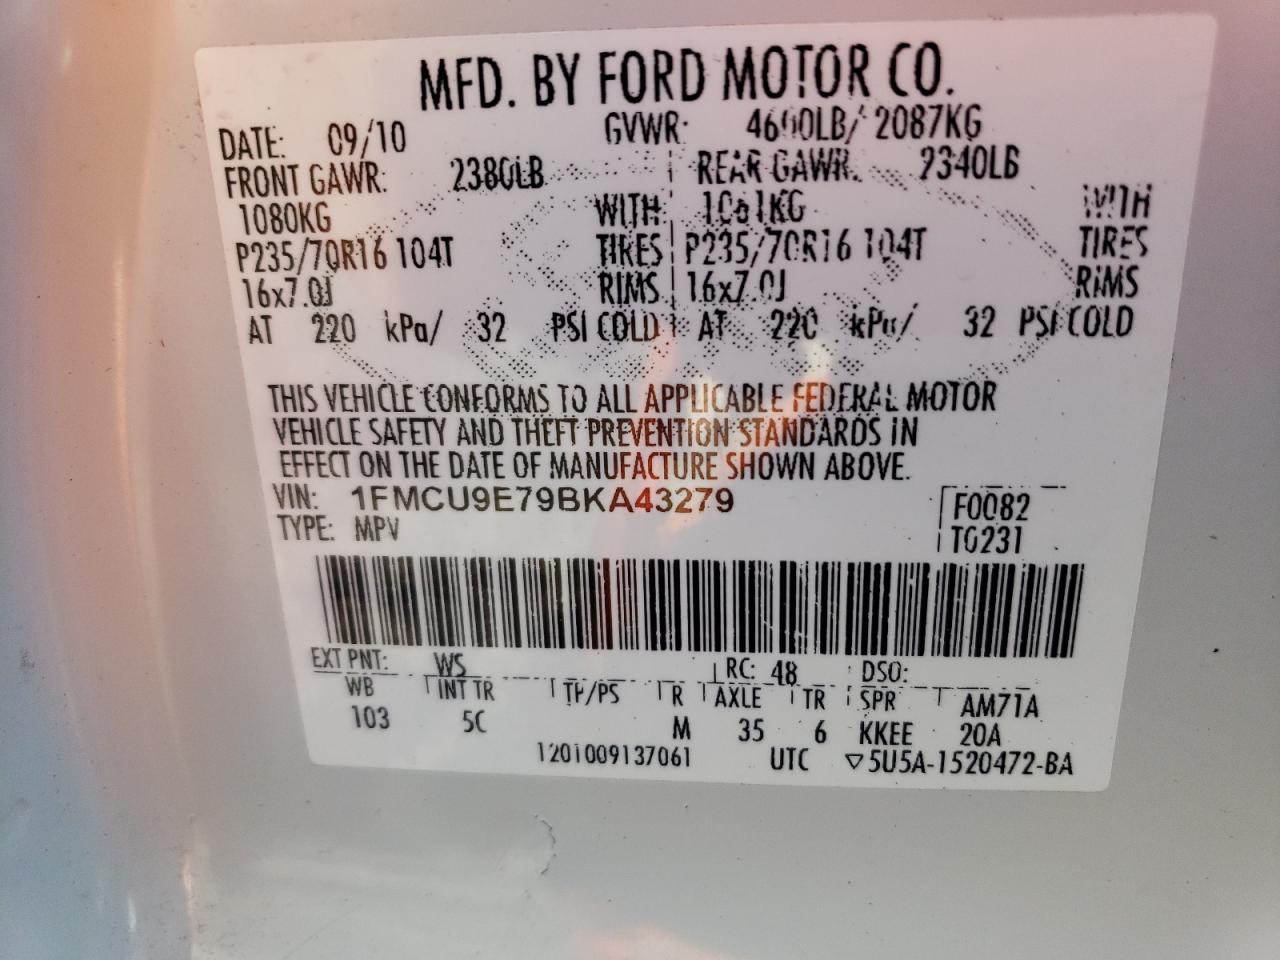 MFD. BY FORD MOTOR CO.
DATE: 09/10 GVWR: 4600LB/ 2087KG
FRONT GAWR: 2380LB REAR GAWR: 2340LB
1080KG WITH 1061KG WITH
P235/70R16 104T TIRES P235/70R16 104T TIRES
16x7.0J RIMS 16x7.0J RIMS
AT 220 kPa/ 32 PSI COLD AT 220 kPa/ 32 PSI COLD
THIS VEHICLE CONFORMS TO ALL APPLICABLE FEDERAL MOTOR
VEHICLE SAFETY AND THEFT PREVENTION STANDARDS IN
EFFECT ON THE DATE OF MANUFACTURE SHOWN ABOVE.
VIN: 1FMCU9E79BKA43279 F0082
TYPE: MPV T0231
EXT PNT: WS RC: 48 DSO:
WB INT TR TP/PS R AXLE TR SPR AM71A
103 5C M 35 6 KKEE 20A
1201009137061 UTC ▽5U5A-1520472-BA